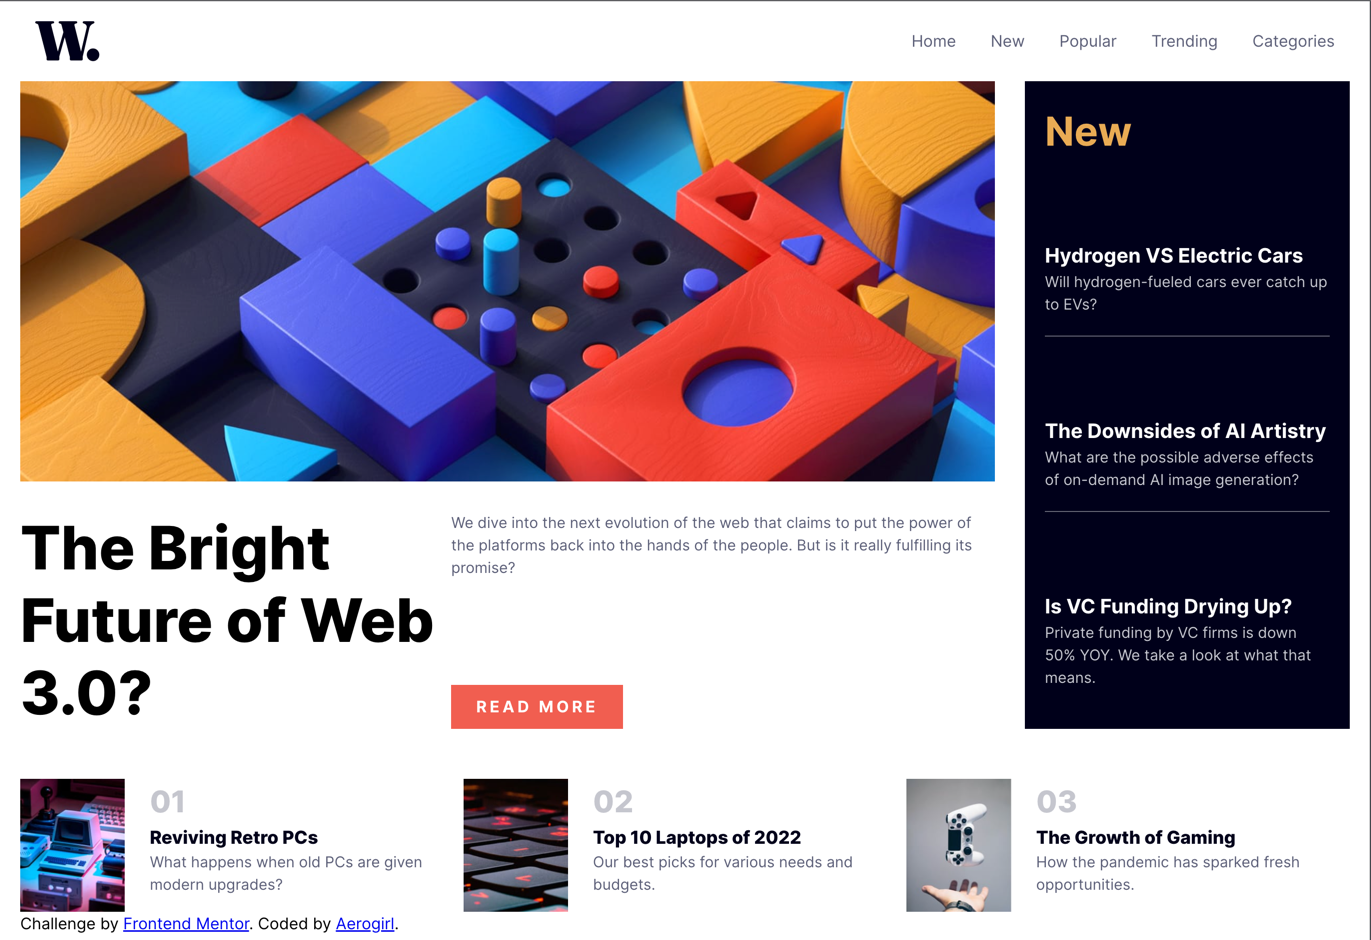 W.
Home New Popular Trending Categories
New
Hydrogen VS Electric Cars
Will hydrogen-fueled cars ever catch up
to EVs?
The Downsides of AI Artistry
What are the possible adverse effects
of on-demand AI image generation?
Is VC Funding Drying Up?
Private funding by VC firms is down
50% YOY. We take a look at what that
means.
The Bright
Future of Web
3.0?
We dive into the next evolution of the web that claims to put the power of
the platforms back into the hands of the people. But is it really fulfilling its
promise?
READ MORE
01
Reviving Retro PCs
What happens when old PCs are given
modern upgrades?
02
Top 10 Laptops of 2022
Our best picks for various needs and
budgets.
03
The Growth of Gaming
How the pandemic has sparked fresh
opportunities.
Challenge by Frontend Mentor. Coded by Aerogirl.